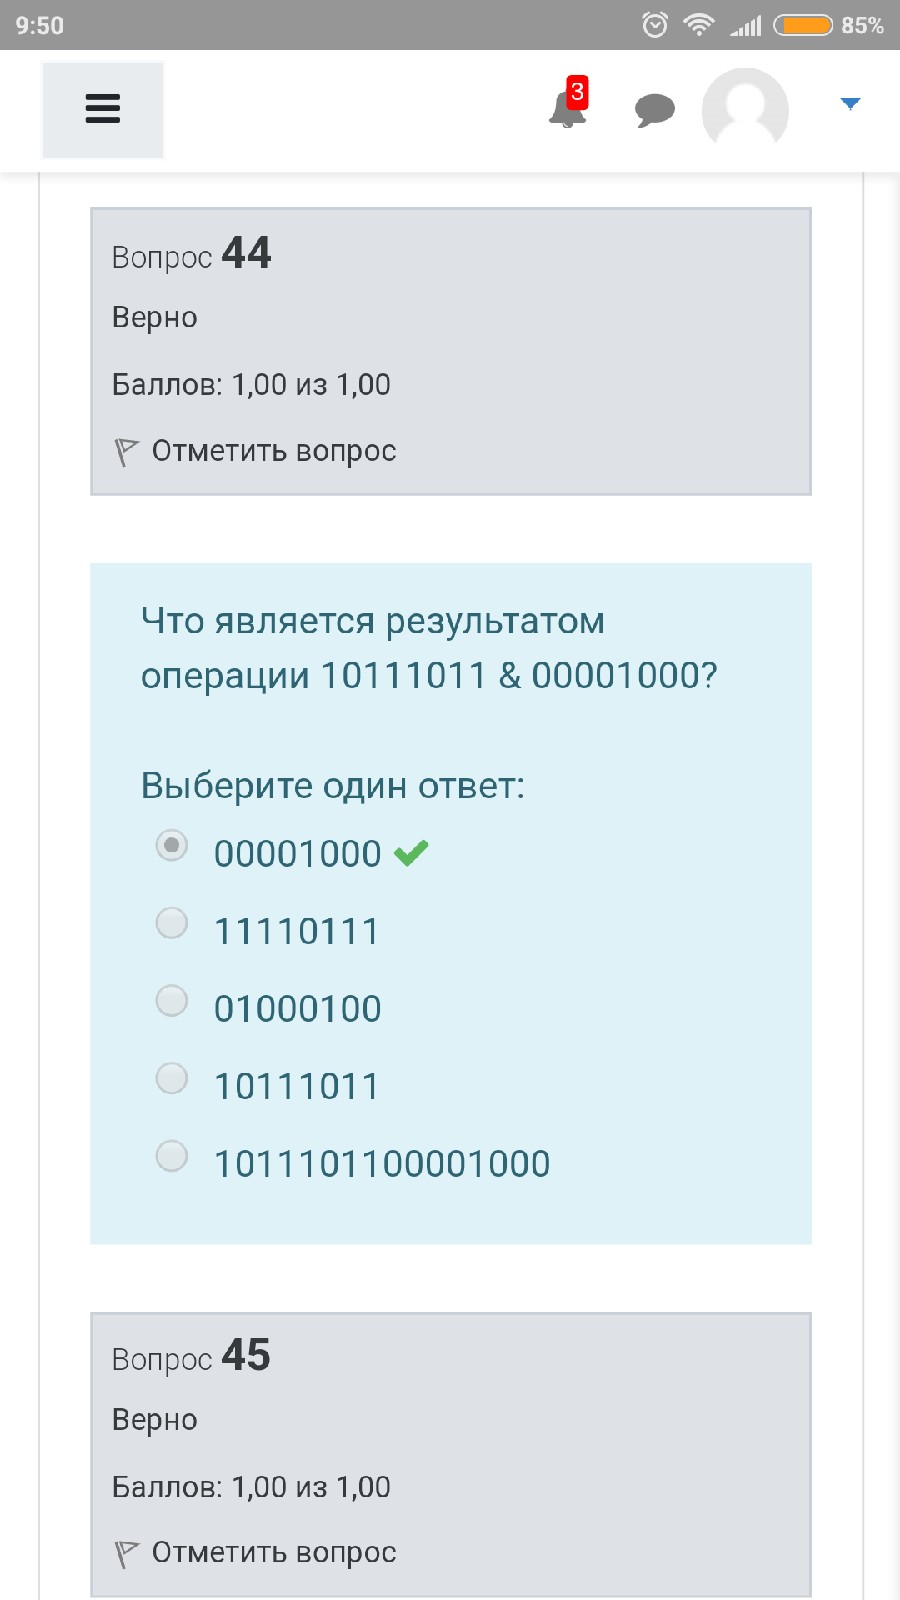 9:50
85%
3
Вопрос 44
Верно
Баллов: 1,00 из 1,00
Отметить вопрос
Что является результатом
операции 10111011 & 00001000?
Выберите один ответ:
00001000
11110111
01000100
10111011
1011101100001000
Вопрос 45
Верно
Баллов: 1,00 из 1,00
Отметить вопрос